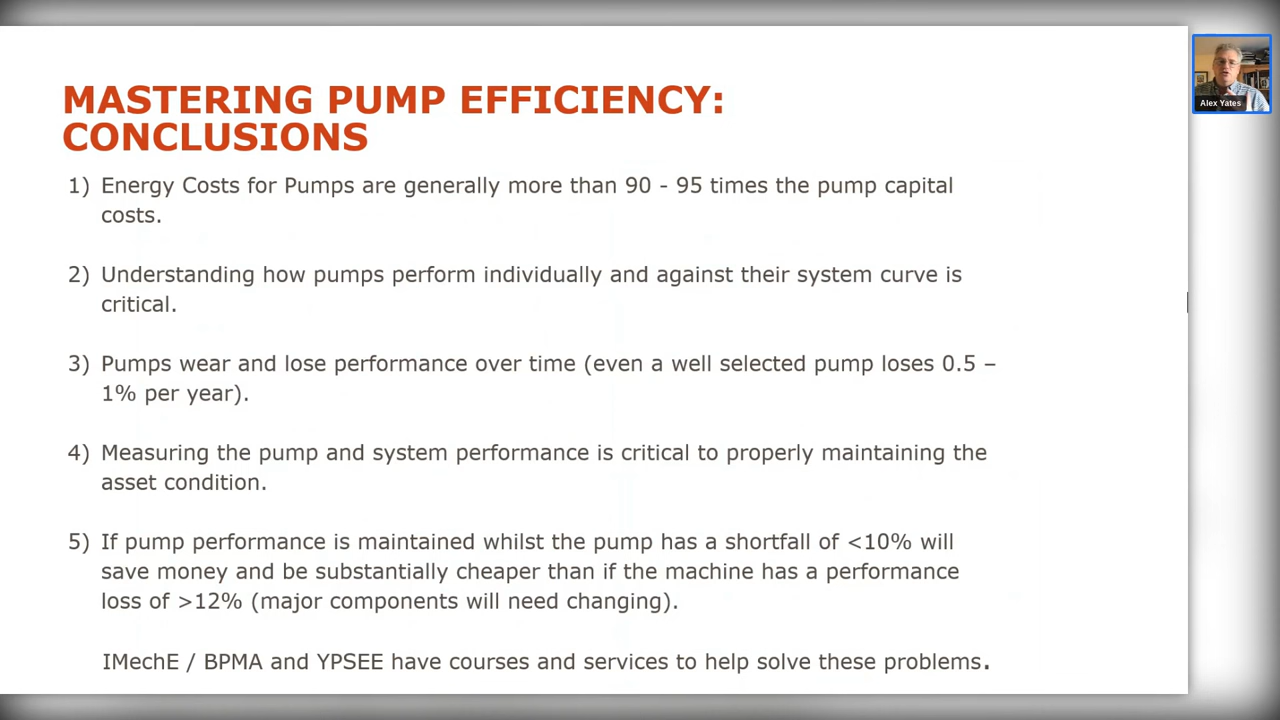 MASTERING PUMP EFFICIENCY:
CONCLUSIONS
1) Energy Costs for Pumps are generally more than 90 - 95 times the pump capital
costs.
2) Understanding how pumps perform individually and against their system curve is
critical.
3) Pumps wear and lose performance over time (even a well selected pump loses 0.5 –
1% per year).
4) Measuring the pump and system performance is critical to properly maintaining the
asset condition.
5) If pump performance is maintained whilst the pump has a shortfall of <10% will
save money and be substantially cheaper than if the machine has a performance
loss of >12% (major components will need changing).
IMechE / BPMA and YPSEE have courses and services to help solve these problems.
Alex Yates